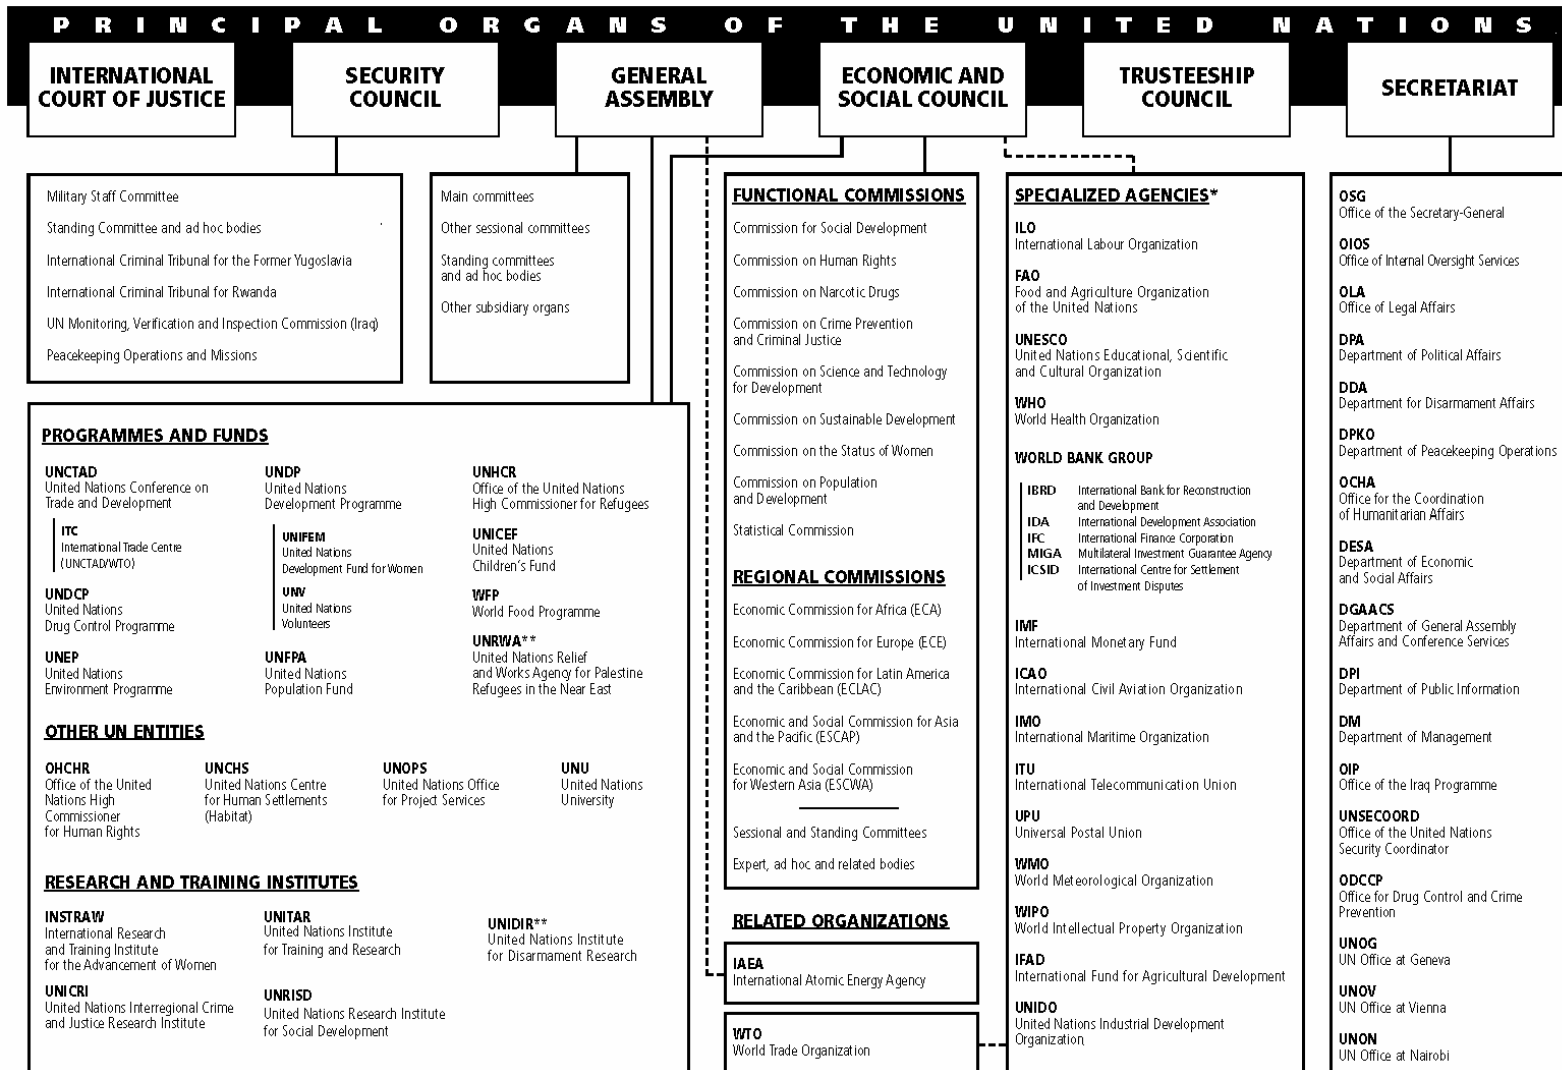 PRINCIPAL ORGANS OF THE UNITED NATIONS
INTERNATIONAL
COURT OF JUSTICE
SECURITY
COUNCIL
GENERAL
ASSEMBLY
ECONOMIC AND
SOCIAL COUNCIL
TRUSTEESHIP
COUNCIL
SECRETARIAT
Military Staff Committee
Standing Committee and ad hoc bodies
International Criminal Tribunal for the Former Yugoslavia
International Criminal Tribunal for Rwanda
UN Monitoring, Verification and Inspection Commission (Iraq)
Peacekeeping Operations and Missions
Main committees
Other sessional committees
Standing committees
and ad hoc bodies
Other subsidiary organs
PROGRAMMES AND FUNDS
UNCTAD
United Nations Conference on
Trade and Development
ITC
International Trade Centre
(UNCTAD/WTO)
UNDCP
United Nations
Drug Control Programme
UNEP
United Nations
Environment Programme
UNDP
United Nations
Development Programme
UNIFEM
United Nations
Development Fund for Women
UNV
United Nations
Volunteers
UNFPA
United Nations
Population Fund
UNHCR
Office of the United Nations
High Commissioner for Refugees
UNICEF
United Nations
Children's Fund
WFP
World Food Programme
UNRWA**
United Nations Relief
and Works Agency for Palestine
Refugees in the Near East
OTHER UN ENTITIES
OHCHR
Office of the United
Nations High
Commissioner
for Human Rights
UNCHS
United Nations Centre
for Human Settlements
(Habitat)
UNOPS
United Nations Office
for Project Services
UNU
United Nations
University
RESEARCH AND TRAINING INSTITUTES
INSTRAW
International Research
and Training Institute
for the Advancement of Women
UNICRI
United Nations Interregional Crime
and Justice Research Institute
UNITAR
United Nations Institute
for Training and Research
UNRISD
United Nations Research Institute
for Social Development
UNIDIR**
United Nations Institute
for Disarmament Research
FUNCTIONAL COMMISSIONS
Commission for Social Development
Commission on Human Rights
Commission on Narcotic Drugs
Commission on Crime Prevention
and Criminal Justice
Commission on Science and Technology
for Development
Commission on Sustainable Development
Commission on the Status of Women
Commission on Population
and Development
Statistical Commission
REGIONAL COMMISSIONS
Economic Commission for Africa (ECA)
Economic Commission for Europe (ECE)
Economic Commission for Latin America
and the Caribbean (ECLAC)
Economic and Social Commission for Asia
and the Pacific (ESCAP)
Economic and Social Commission
for Western Asia (ESCWA)
Sessional and Standing Committees
Expert, ad hoc and related bodies
RELATED ORGANIZATIONS
IAEA
International Atomic Energy Agency
WTO
World Trade Organization
SPECIALIZED AGENCIES*
ILO
International Labour Organization
FAO
Food and Agriculture Organization
of the United Nations
UNESCO
United Nations Educational, Scientific
and Cultural Organization
WHO
World Health Organization
WORLD BANK GROUP
IBRD International Bank for Reconstruction
and Development
IDA International Development Association
IFC International Finance Corporation
MIGA Multilateral Investment Guarantee Agency
ICSID International Centre for Settlement
of Investment Disputes
IMF
International Monetary Fund
ICAO
International Civil Aviation Organization
IMO
International Maritime Organization
ITU
International Telecommunication Union
UPU
Universal Postal Union
WMO
World Meteorological Organization
WIPO
World Intellectual Property Organization
IFAD
International Fund for Agricultural Development
UNIDO
United Nations Industrial Development
Organization
OSG
Office of the Secretary-General
OIOS
Office of Internal Oversight Services
OLA
Office of Legal Affairs
DPA
Department of Political Affairs
DDA
Department for Disarmament Affairs
DPKO
Department of Peacekeeping Operations
OCHA
Office for the Coordination
of Humanitarian Affairs
DESA
Department of Economic
and Social Affairs
DGAACS
Department of General Assembly
Affairs and Conference Services
DPI
Department of Public Information
DM
Department of Management
OIP
Office of the Iraq Programme
UNSECOORD
Office of the United Nations
Security Coordinator
ODCCP
Office for Drug Control and Crime
Prevention
UNOG
UN Office at Geneva
UNOV
UN Office at Vienna
UNON
UN Office at Nairobi